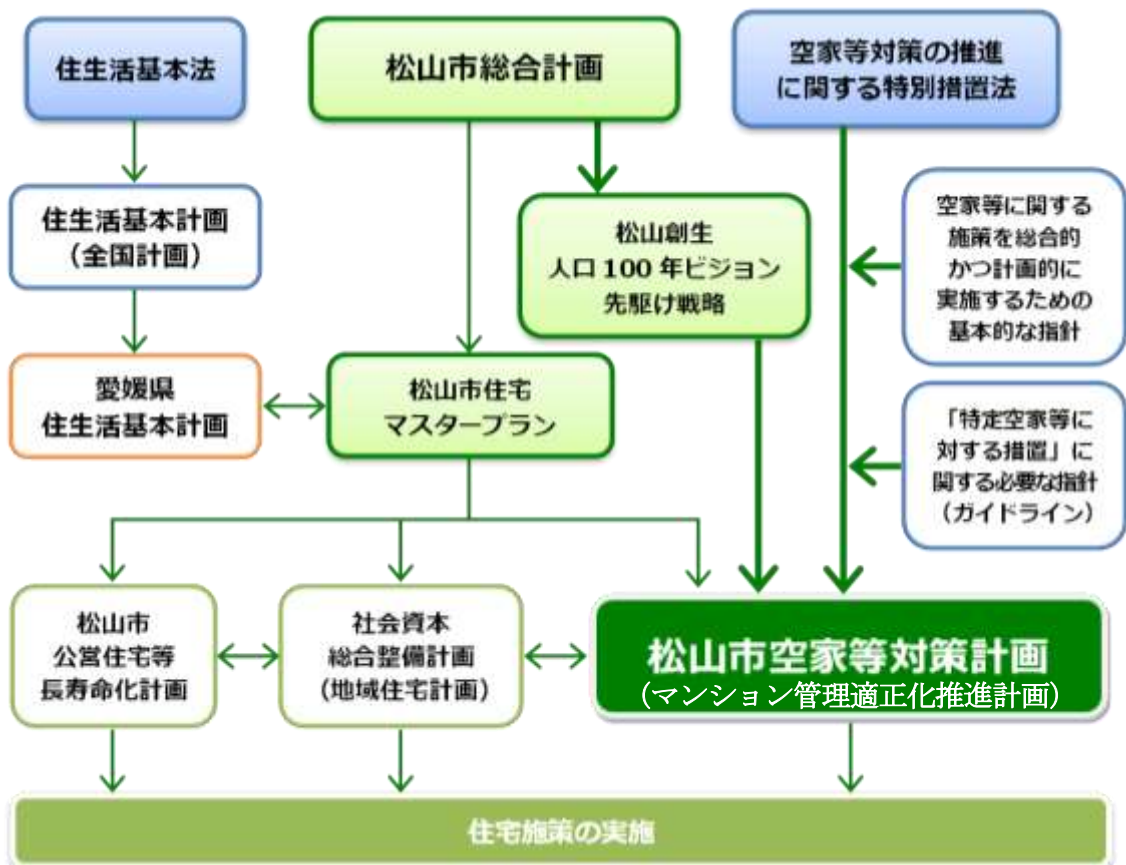 住生活基本法
松山市総合計画
空家等対策の推進
に関する特別措置法
住生活基本計画
（全国計画）
松山創生
人口100年ビジョン
先駆け戦略
空家等に関する
施策を総合的
かつ計画的に
実施するための
基本的な指針
愛媛県
住生活基本計画
松山市住宅
マスタープラン
「特定空家等に
対する措置」に
関する必要な指針
（ガイドライン）
松山市
公営住宅等
長寿命化計画
社会資本
総合整備計画
（地域住宅計画）
松山市空家等対策計画
（マンション管理適正化推進計画）
住宅施策の実施